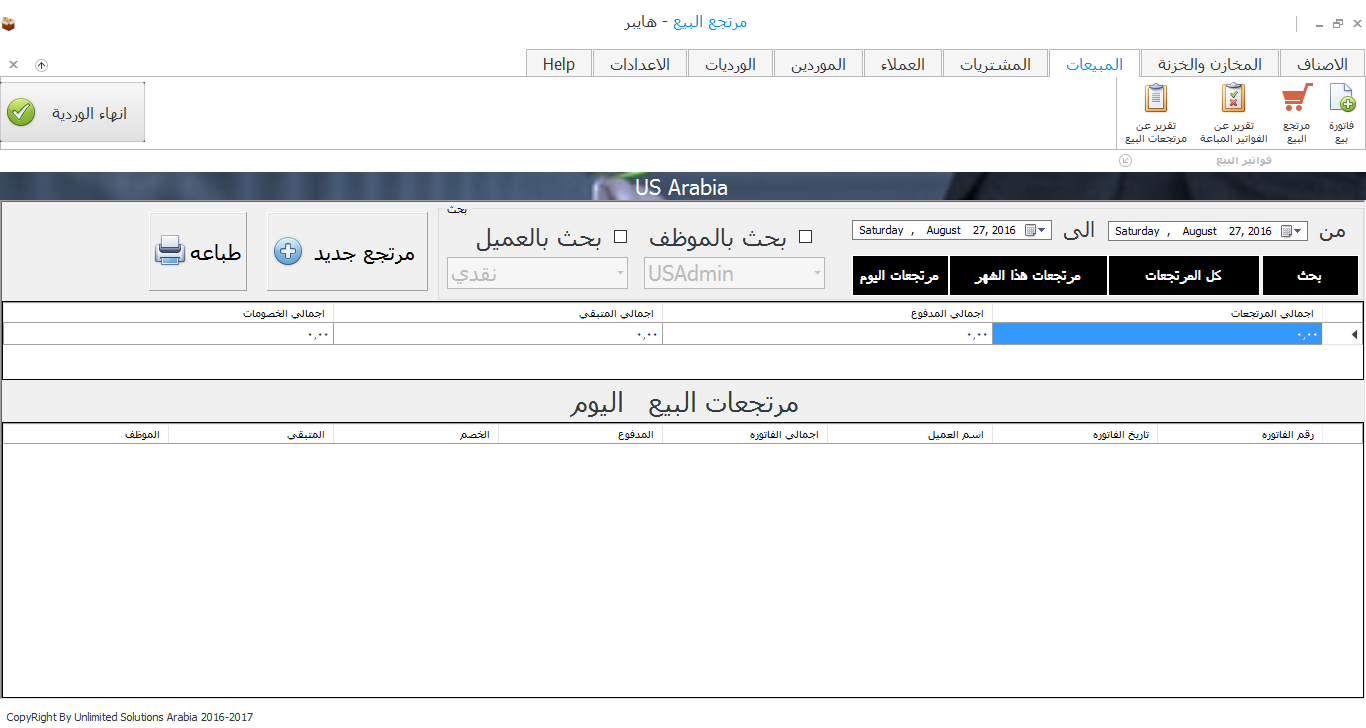 مرتجع البيع - هايبر
الاصناف
المخازن والخزنة
المبيعات
المشتريات
العملاء
الموردين
الورديات
الاعدادات
Help
فاتورة بيع
مرتجع البيع
تقرير عن الفواتير المباعة
تقرير عن مرتجعات البيع
انهاء الوردية
فواتير البيع
US Arabia
من
Saturday , August 27, 2016
الى
Saturday , August 27, 2016
بحث
كل المرتجعات
مرتجعات هذا الشهر
مرتجعات اليوم
بحث
بحث بالموظف
بحث بالعميل
USAdmin
نقدي
مرتجع جديد
طباعه
اجمالي المرتجعات اجمالي المدفوع اجمالي المتبقي اجمالي الخصومات
٠,٠٠ ٠,٠٠ ٠,٠٠ ٠,٠٠
مرتجعات البيع اليوم
رقم الفاتوره تاريخ الفاتوره اسم العميل اجمالي الفاتوره المدفوع الخصم المتبقي الموظف
CopyRight By Unlimited Solutions Arabia 2016-2017